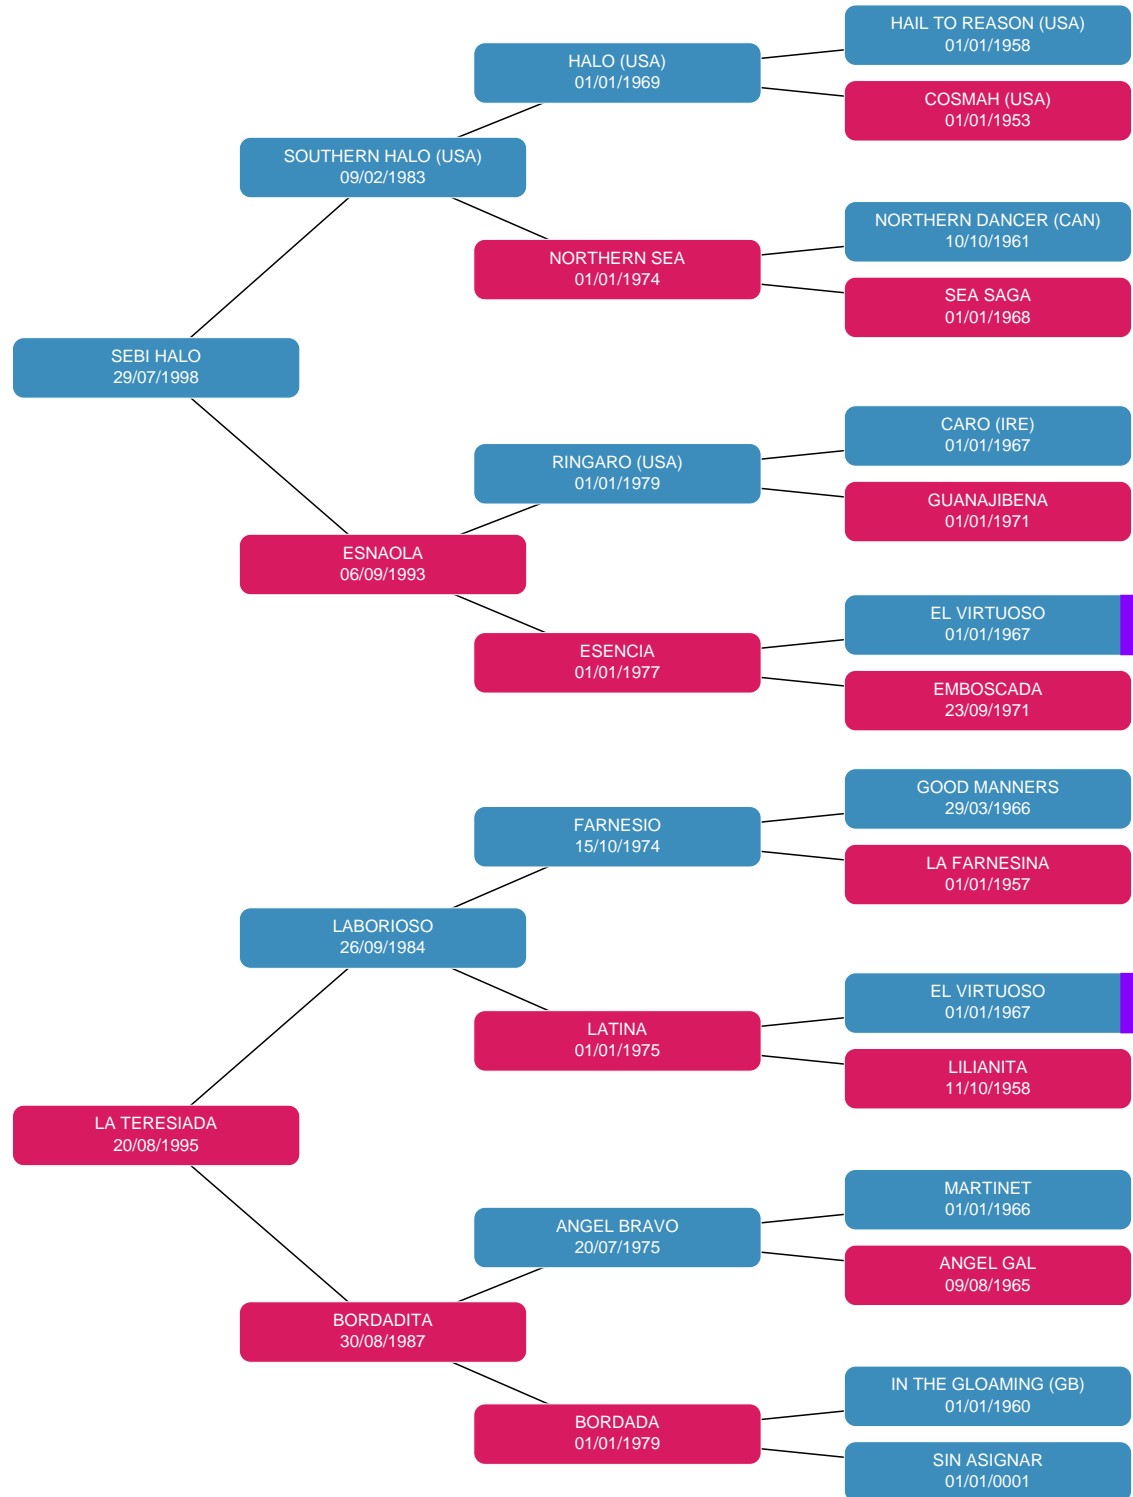 HAIL TO REASON (USA)
01/01/1958
HALO (USA)
01/01/1969
COSMAH (USA)
01/01/1953
SOUTHERN HALO (USA)
09/02/1983
NORTHERN DANCER (CAN)
10/10/1961
NORTHERN SEA
01/01/1974
SEA SAGA
01/01/1968
SEBI HALO
29/07/1998
CARO (IRE)
01/01/1967
RINGARO (USA)
01/01/1979
GUANAJIBENA
01/01/1971
ESNAOLA
06/09/1993
EL VIRTUOSO
01/01/1967
ESENCIA
01/01/1977
EMBOSCADA
23/09/1971
GOOD MANNERS
29/03/1966
FARNESIO
15/10/1974
LA FARNESINA
01/01/1957
LABORIOSO
26/09/1984
EL VIRTUOSO
01/01/1967
LATINA
01/01/1975
LILIANITA
11/10/1958
LA TERESIADA
20/08/1995
MARTINET
01/01/1966
ANGEL BRAVO
20/07/1975
ANGEL GAL
09/08/1965
BORDADITA
30/08/1987
IN THE GLOAMING (GB)
01/01/1960
BORDADA
01/01/1979
SIN ASIGNAR
01/01/0001